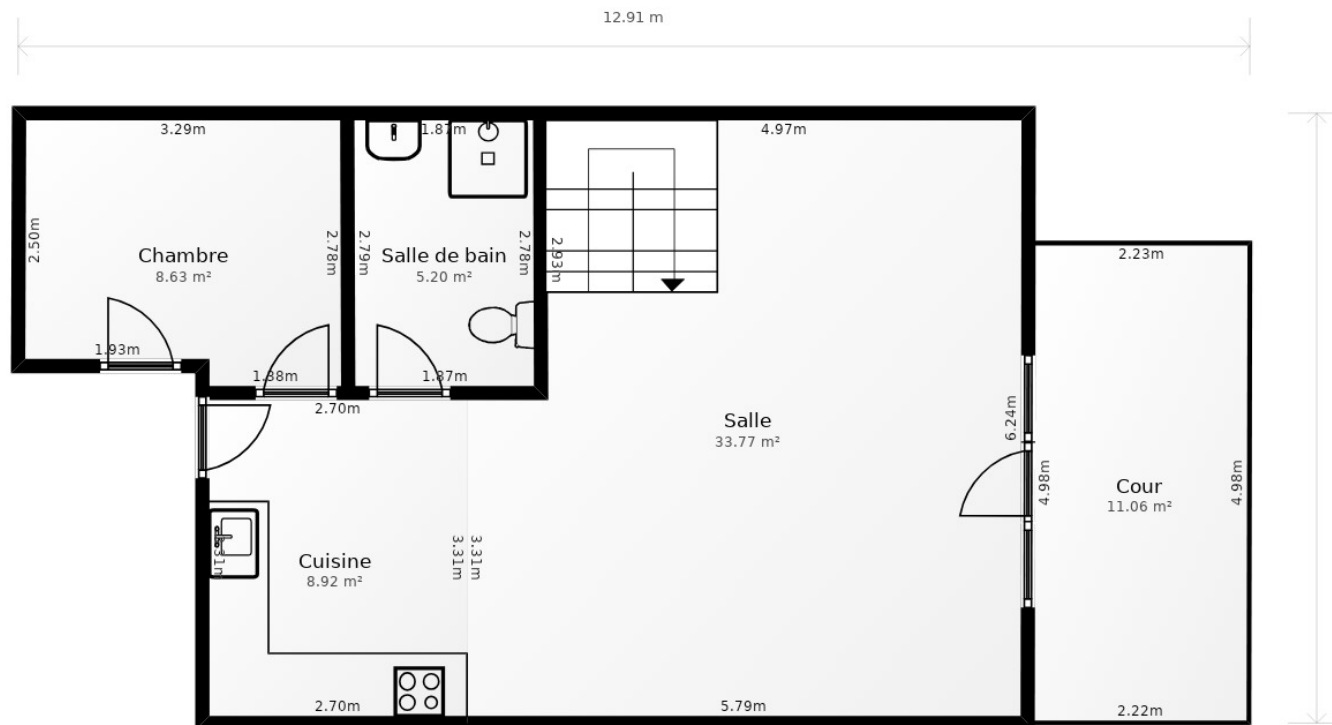 12.91 m
3.29m
1.87m
4.97m
2.50m
2.78m
2.79m
2.78m
2.93m
Chambre
8.63 m²
Salle de bain
5.20 m²
2.23m
1.93m
1.38m
1.87m
2.70m
Salle
33.77 m²
6.24m
4.98m
4.98m
Cour
11.06 m²
Cuisine
8.92 m²
3.31m
3.31m
2.70m
5.79m
2.22m